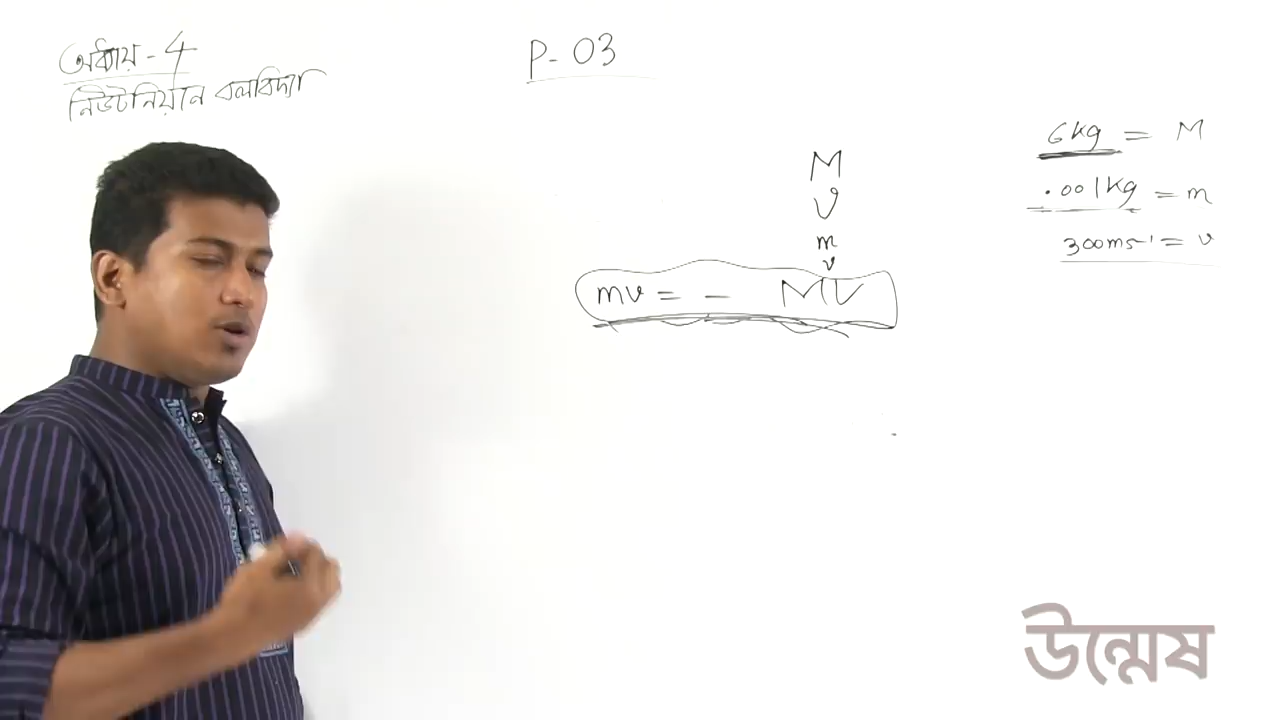 অধ্যায় - 4
নিউটনিয়ান বলবিদ্যা
P- 03
M
v
m
v
mv = - MV
6kg = M
.001kg = m
300ms⁻¹ = v
উন্মেষ